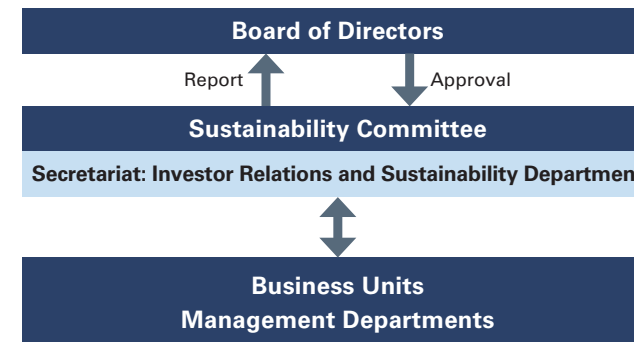 Board of Directors
Report
Approval
Sustainability Committee
Secretariat: Investor Relations and Sustainability Departmen
Business Units
Management Departments